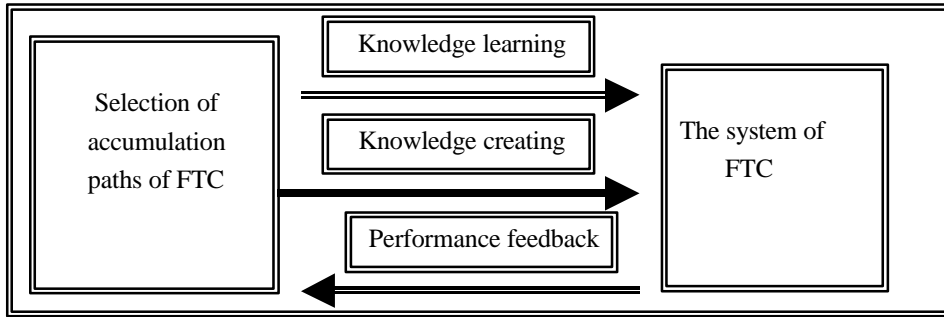 Selection of
accumulation
paths of FTC
Knowledge learning
Knowledge creating
Performance feedback
The system of
FTC